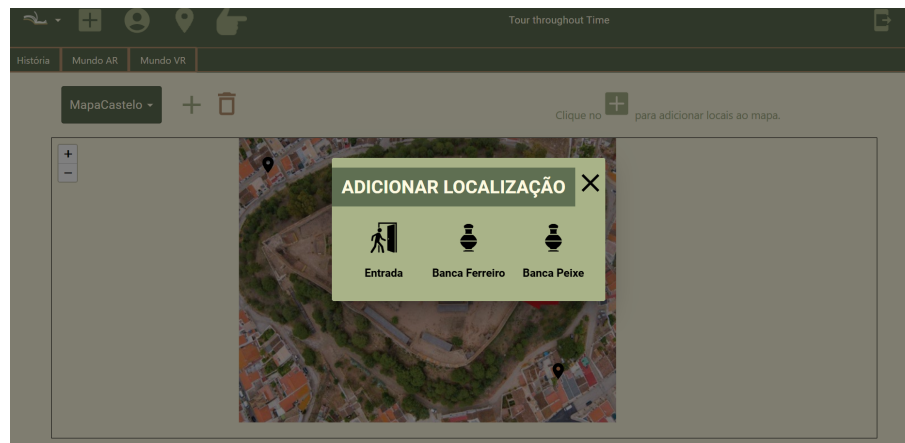 Tour throughout Time
História Mundo AR Mundo VR
MapaCastelo
Clique no para adicionar locais ao mapa.
+
−
ADICIONAR LOCALIZAÇÃO
Entrada Banca Ferreiro Banca Peixe